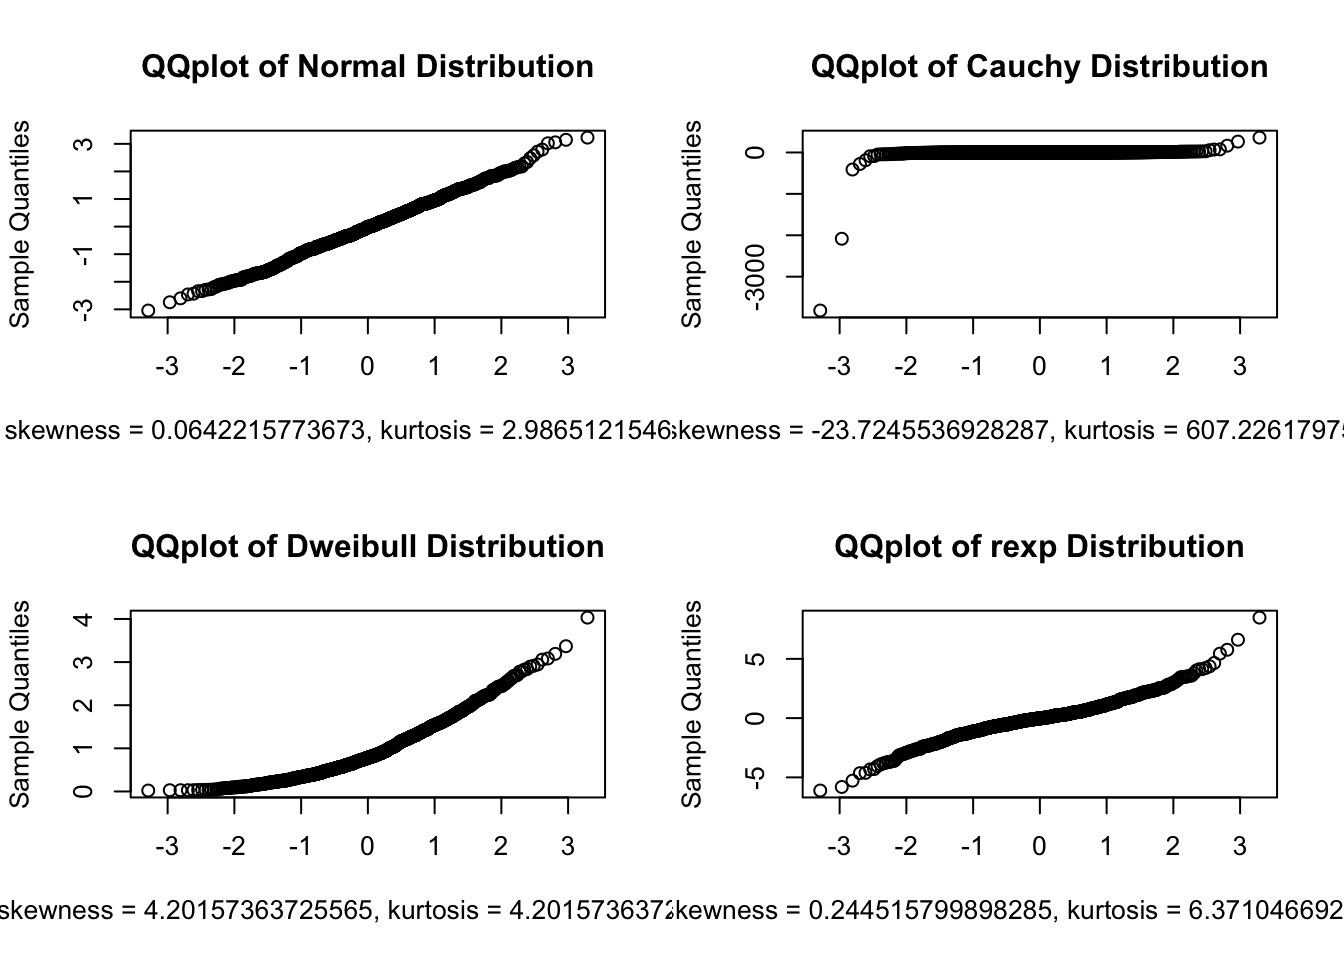 QQplot of Normal Distribution
Sample Quantiles
3
1
-1
-3
-3 -2 -1 0 1 2 3
skewness = 0.0642215773673, kurtosis = 2.9865121546
QQplot of Cauchy Distribution
Sample Quantiles
0
-3000
-3 -2 -1 0 1 2 3
skewness = -23.7245536928287, kurtosis = 607.22617975
QQplot of Dweibull Distribution
Sample Quantiles
4
3
2
1
0
-3 -2 -1 0 1 2 3
skewness = 4.20157363725565, kurtosis = 4.2015736372
QQplot of rexp Distribution
Sample Quantiles
5
0
-5
-3 -2 -1 0 1 2 3
kewness = 0.244515799898285, kurtosis = 6.371046692